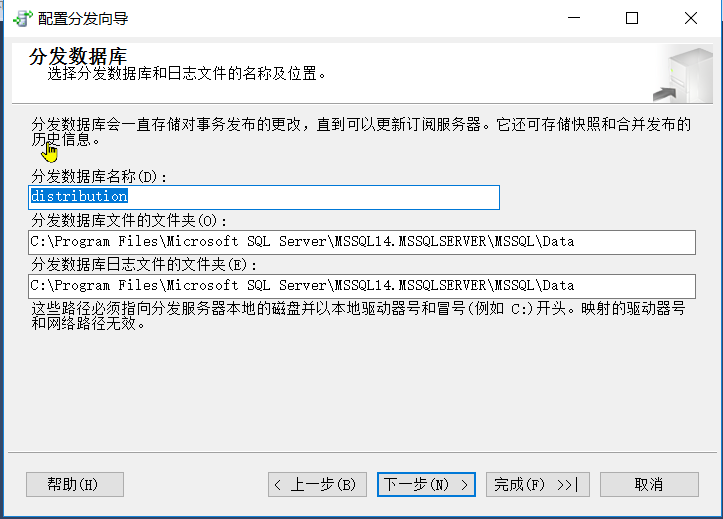 配置分发向导
分发数据库
选择分发数据库和日志文件的名称及位置。
分发数据库会一直存储对事务发布的更改，直到可以更新订阅服务器。它还可存储快照和合并发布的
历史信息。
分发数据库名称(D):
distribution
分发数据库文件的文件夹(O):
C:\Program Files\Microsoft SQL Server\MSSQL14.MSSQLSERVER\MSSQL\Data
分发数据库日志文件的文件夹(E):
C:\Program Files\Microsoft SQL Server\MSSQL14.MSSQLSERVER\MSSQL\Data
这些路径必须指向分发服务器本地的磁盘并以本地驱动器号和冒号(例如 C:)开头。映射的驱动器号
和网络路径无效。
帮助(H) < 上一步(B) 下一步(N) > 完成(F) >>| 取消